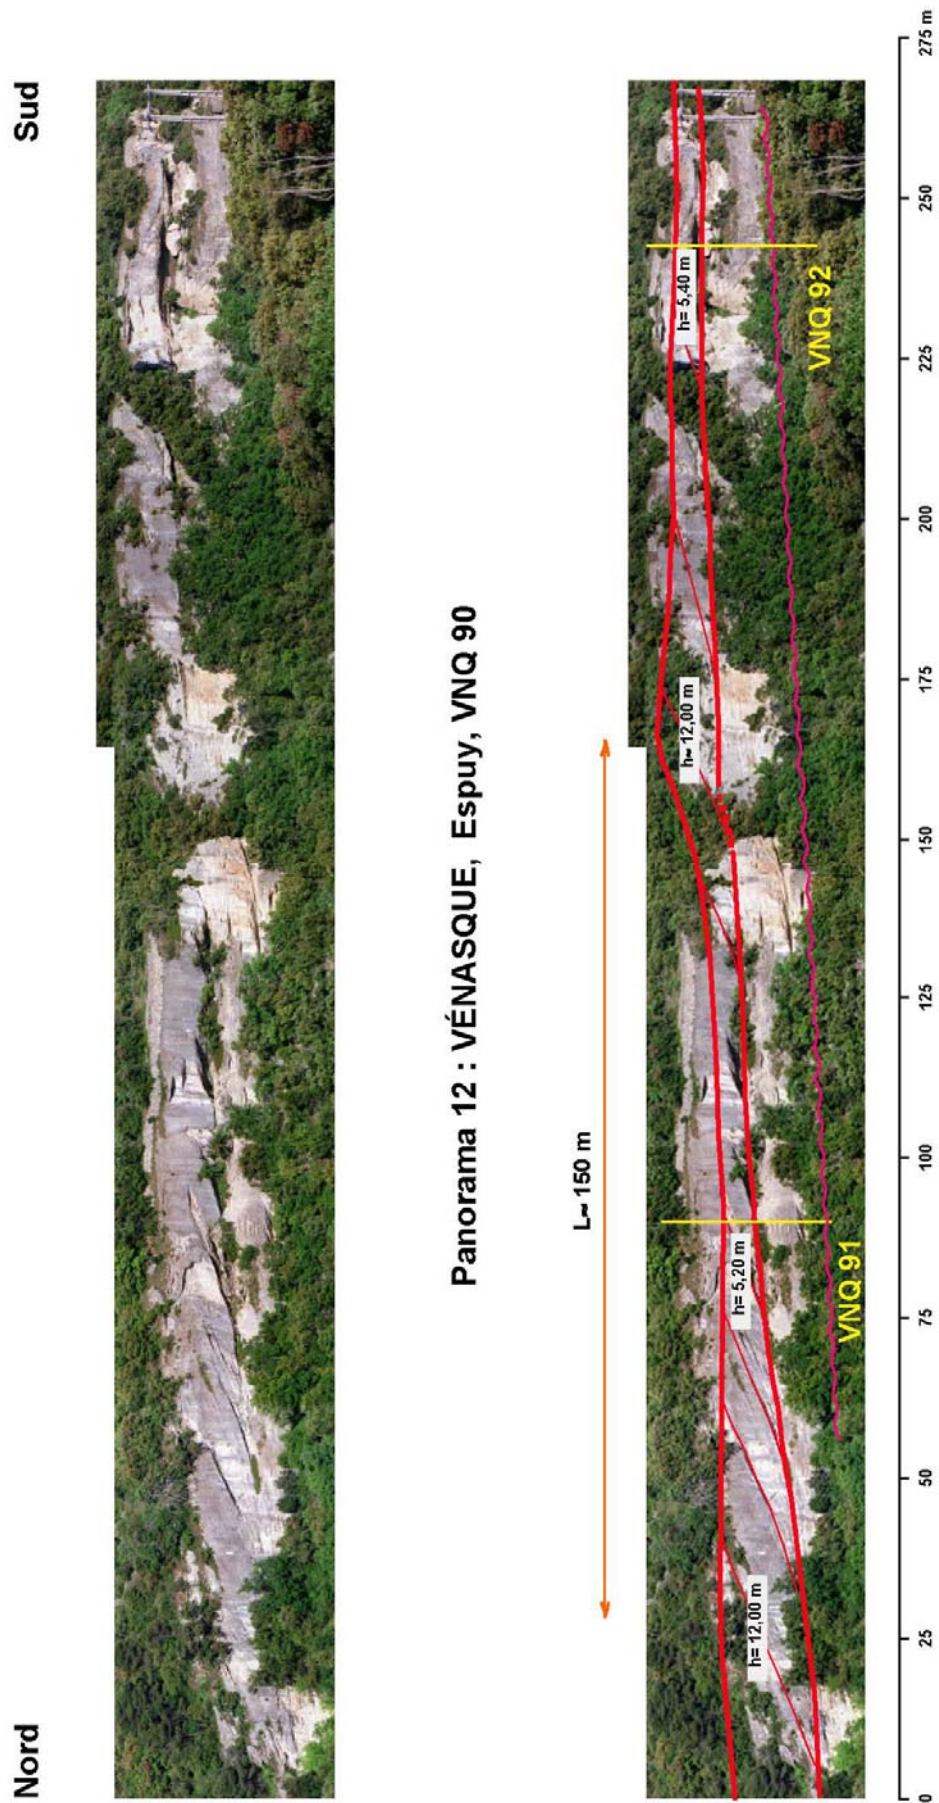 Nord
Sud
Panorama 12 : VÉNASQUE, Espuy, VNQ 90
L≈ 150 m
h= 12,00 m
h= 5,20 m
h≈ 12,00 m
h= 5,40 m
VNQ 91
VNQ 92
0
25
50
75
100
125
150
175
200
225
250
275 m